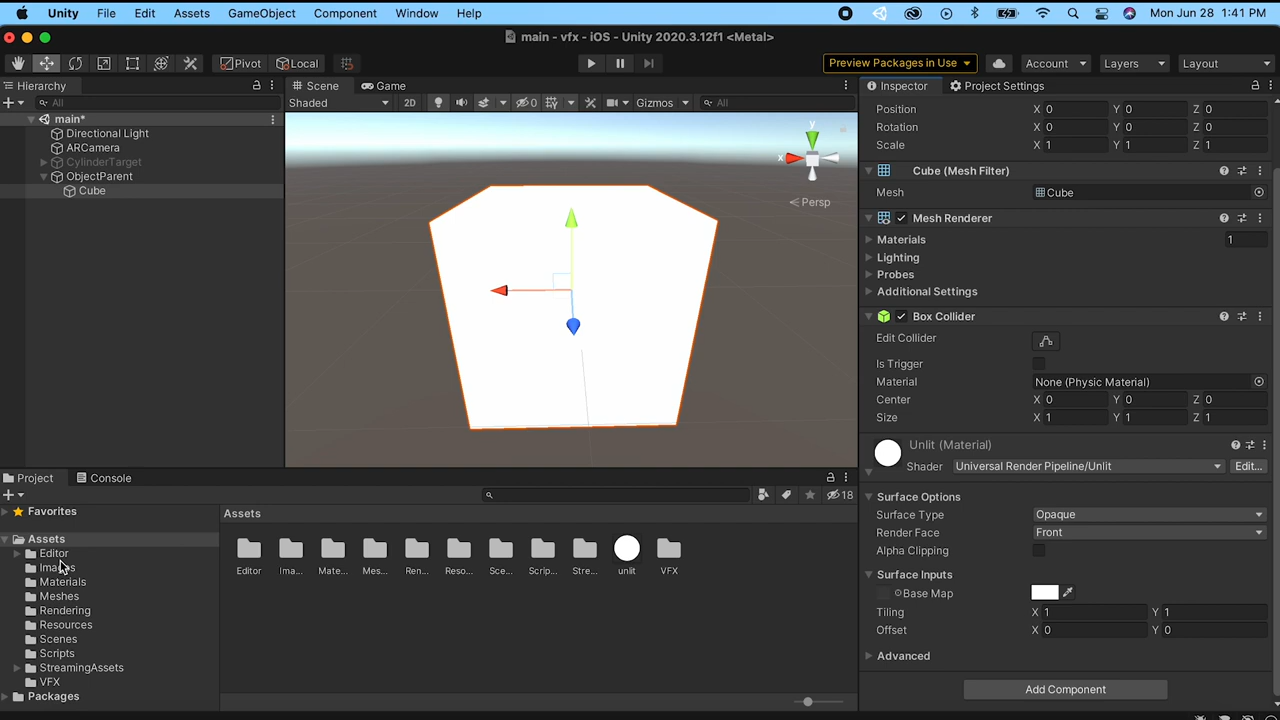 Unity File Edit Assets GameObject Component Window Help Mon Jun 28 1:41 PM
main - vfx - iOS - Unity 2020.3.12f1 <Metal>
Pivot Local Preview Packages in Use Account Layers Layout
Hierarchy
All
main*
Directional Light
ARCamera
CylinderTarget
ObjectParent
Cube
Scene Game
Shaded 2D 0 Gizmos All
y
x
Persp
Inspector Project Settings
Position X 0 Y 0 Z 0
Rotation X 0 Y 0 Z 0
Scale X 1 Y 1 Z 1
Cube (Mesh Filter)
Mesh Cube
Mesh Renderer
Materials 1
Lighting
Probes
Additional Settings
Box Collider
Edit Collider
Is Trigger
Material None (Physic Material)
Center X 0 Y 0 Z 0
Size X 1 Y 1 Z 1
Unlit (Material)
Shader Universal Render Pipeline/Unlit Edit...
Surface Options
Surface Type Opaque
Render Face Front
Alpha Clipping
Surface Inputs
Base Map
Tiling X 1 Y 1
Offset X 0 Y 0
Advanced
Add Component
Project Console
18
Favorites
Assets
Editor
Images
Materials
Meshes
Rendering
Resources
Scenes
Scripts
StreamingAssets
VFX
Packages
Assets
Editor Ima... Mate... Mes... Ren... Reso... Sce... Scrip... Stre... unlit VFX